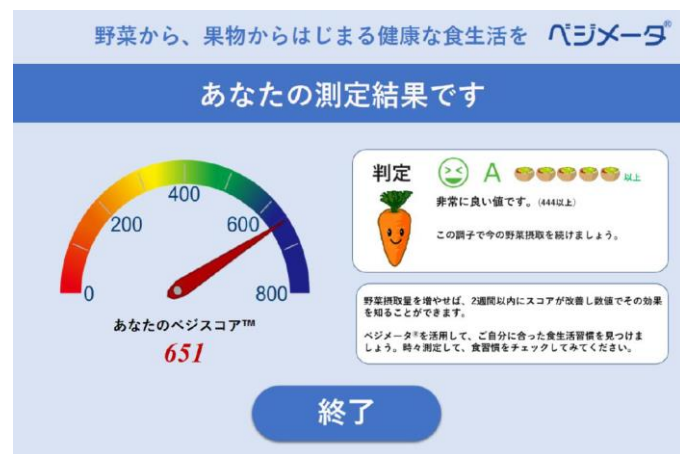 野菜から、果物からはじまる健康な食生活を ベジメータ®
あなたの測定結果です
0
200
400
600
800
あなたのベジスコア™
651
判定 A 以上
非常に良い値です。(444以上)
この調子で今の野菜摂取を続けましょう。
野菜摂取量を増やせば、2週間以内にスコアが改善し数値でその効果
を知ることができます。
ベジメータ®を活用して、ご自分に合った食生活習慣を見つけま
しょう。時々測定して、食習慣をチェックしてみてください。
終了